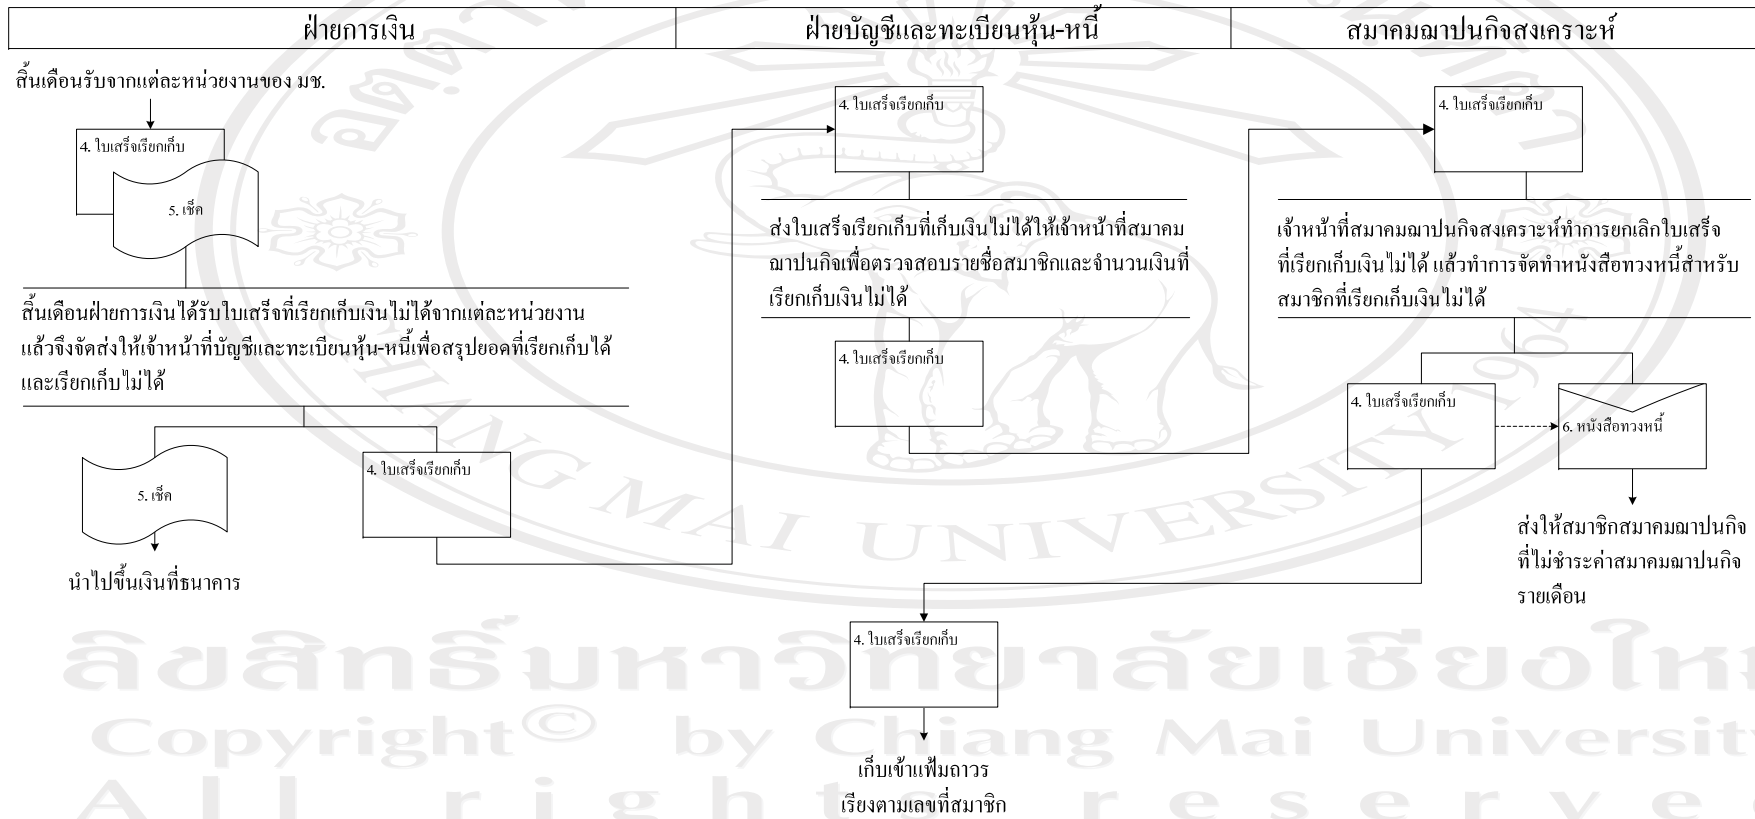 ฝ่ายการเงิน
ฝ่ายบัญชีและทะเบียนหุ้น-หนี้
สมาคมฌาปนกิจสงเคราะห์
สิ้นเดือนรับจากแต่ละหน่วยงานของ มช.
4. ใบเสร็จเรียกเก็บ
5. เช็ค
สิ้นเดือนฝ่ายการเงินได้รับใบเสร็จที่เรียกเก็บเงินไม่ได้จากแต่ละหน่วยงาน
แล้วจึงจัดส่งให้เจ้าหน้าที่บัญชีและทะเบียนหุ้น-หนี้เพื่อสรุปยอดที่เรียกเก็บได้
และเรียกเก็บไม่ได้
5. เช็ค
4. ใบเสร็จเรียกเก็บ
นำไปขึ้นเงินที่ธนาคาร
4. ใบเสร็จเรียกเก็บ
ส่งใบเสร็จเรียกเก็บที่เก็บเงินไม่ได้ให้เจ้าหน้าที่สมาคม
ฌาปนกิจเพื่อตรวจสอบรายชื่อสมาชิกและจำนวนเงินที่
เรียกเก็บเงินไม่ได้
4. ใบเสร็จเรียกเก็บ
4. ใบเสร็จเรียกเก็บ
เจ้าหน้าที่สมาคมฌาปนกิจสงเคราะห์ทำการยกเลิกใบเสร็จ
ที่เรียกเก็บเงินไม่ได้ แล้วทำการจัดทำหนังสือทวงหนี้สำหรับ
สมาชิกที่เรียกเก็บเงินไม่ได้
4. ใบเสร็จเรียกเก็บ
6. หนังสือทวงหนี้
ส่งให้สมาชิกสมาคมฌาปนกิจ
ที่ไม่ชำระค่าสมาคมฌาปนกิจ
รายเดือน
4. ใบเสร็จเรียกเก็บ
เก็บเข้าแฟ้มถาวร
เรียงตามเลขที่สมาชิก
CHIANG MAI UNIVERSITY 1964
ลิขสิทธิ์มหาวิทยาลัยเชียงให
Copyright© by Chiang Mai University
All rights reserve